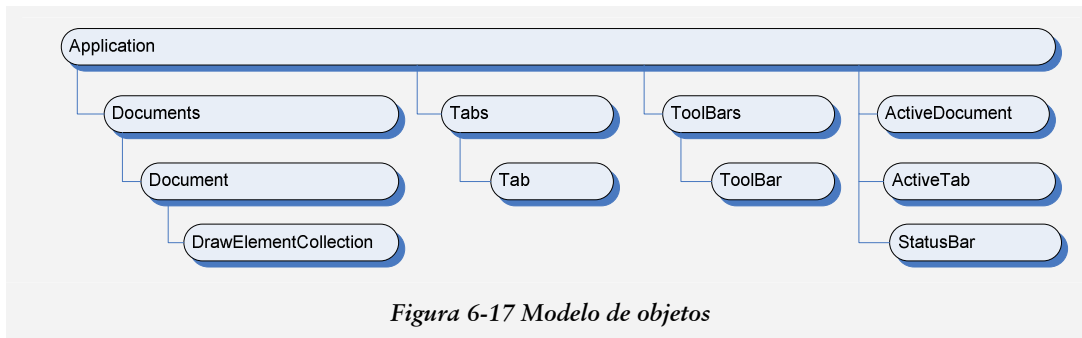 Application
Documents
Tabs
ToolBars
ActiveDocument
Document
Tab
ToolBar
ActiveTab
DrawElementCollection
StatusBar
Figura 6-17 Modelo de objetos